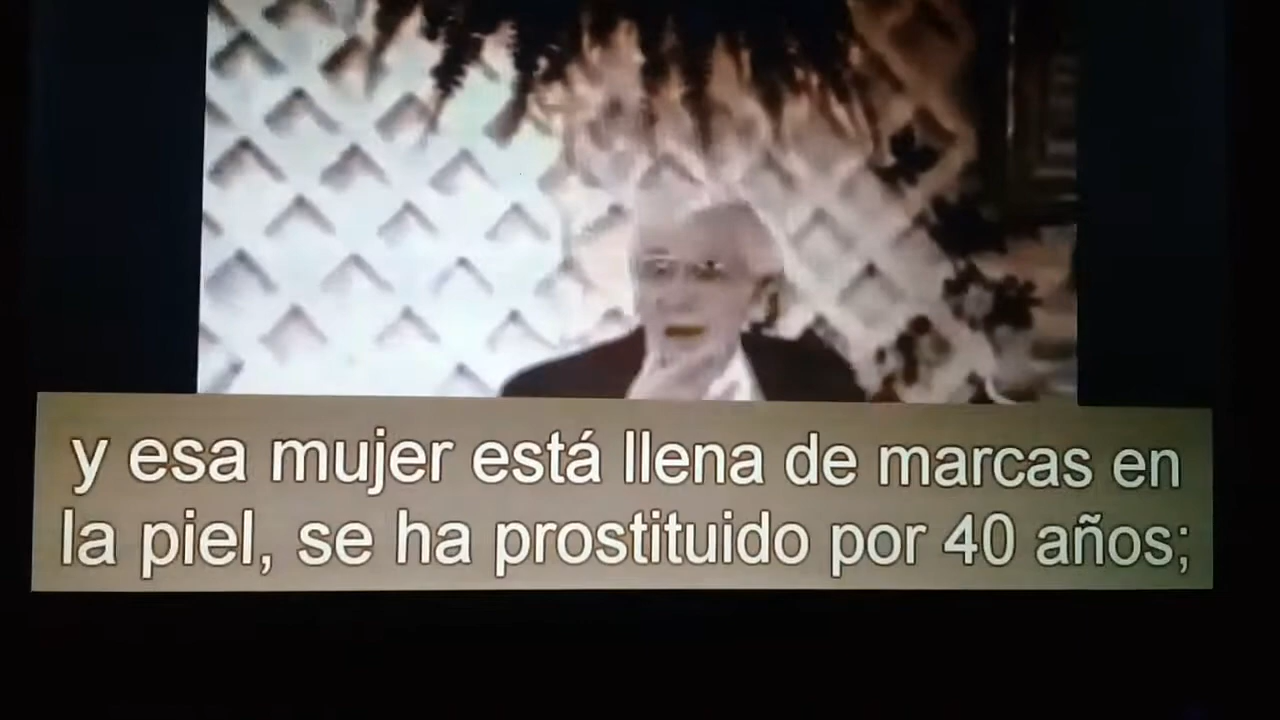 y esa mujer está llena de marcas en
la piel, se ha prostituido por 40 años;